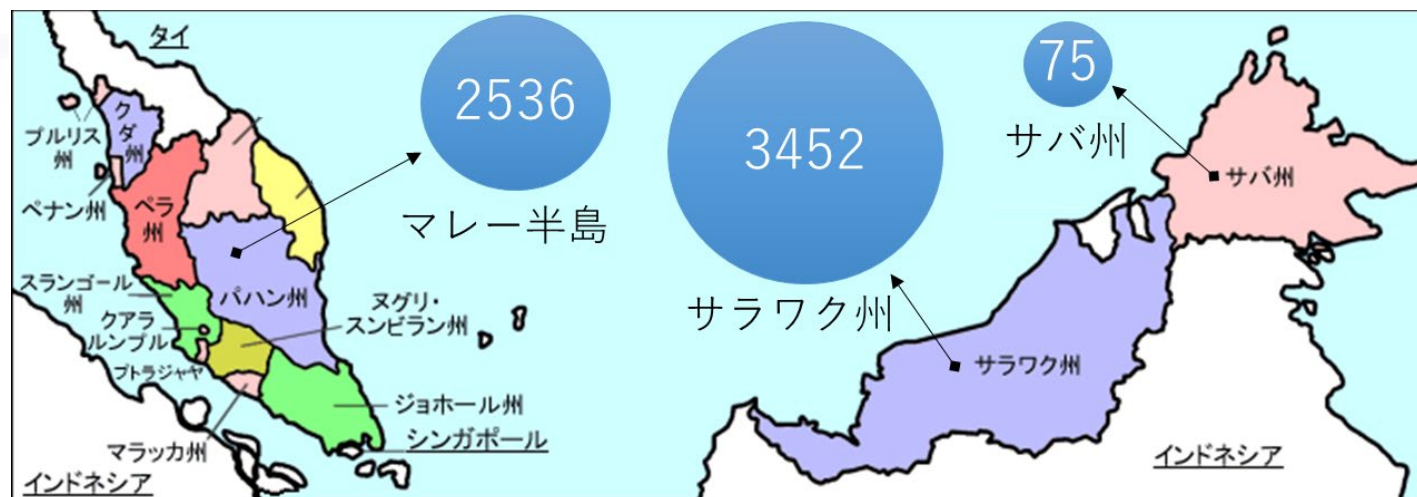 タイ
2536
3452
75
ク
ダ
州
プルリス
州
ペナン州
ペラ
州
マレー半島
サバ州
サバ州
スランゴール
州
パハン州
ヌグリ・
スンビラン州
サラワク州
クアラ
ルンプル
プトラジャヤ
サラワク州
ジョホール州
シンガポール
マラッカ州
インドネシア
インドネシア